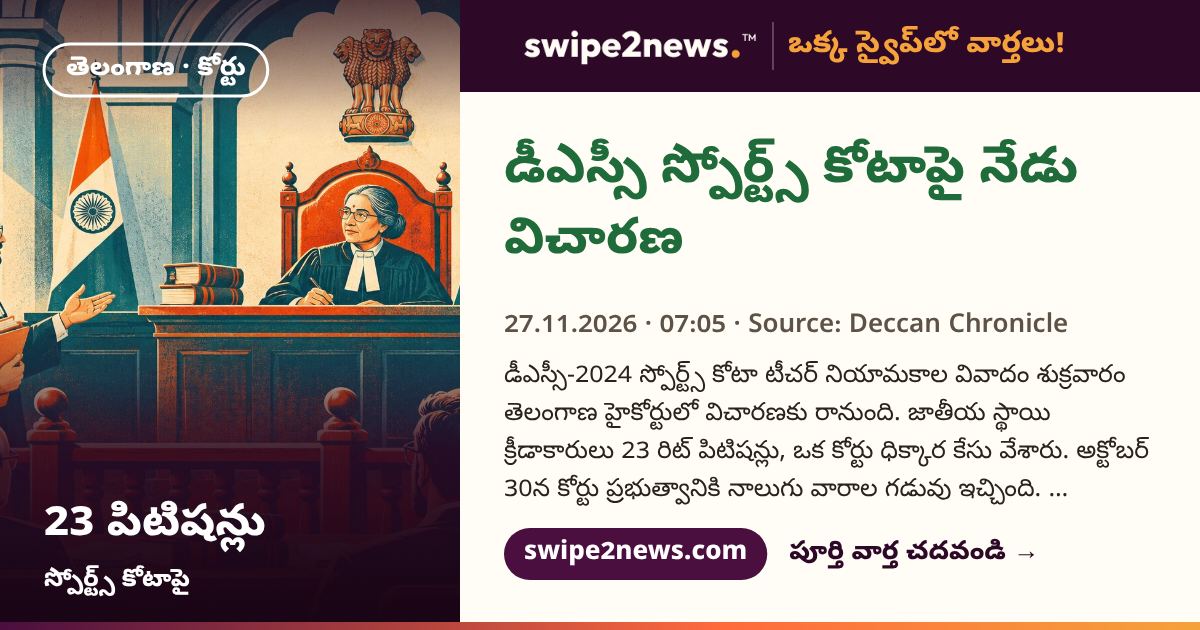 తెలంగాణ · కోర్టు
swipe2news.™
ఒక్క స్వైప్‌లో వార్తలు!
డీఎస్సీ స్పోర్ట్స్ కోటాపై నేడు
విచారణ
27.11.2026 · 07:05 · Source: Deccan Chronicle
డీఎస్సీ-2024 స్పోర్ట్స్ కోటా టీచర్ నియామకాల వివాదం శుక్రవారం
తెలంగాణ హైకోర్టులో విచారణకు రానుంది. జాతీయ స్థాయి
క్రీడాకారులు 23 రిట్ పిటిషన్లు, ఒక కోర్టు ధిక్కార కేసు వేశారు. అక్టోబర్
30న కోర్టు ప్రభుత్వానికి నాలుగు వారాల గడువు ఇచ్చింది. ...
23 పిటిషన్లు
స్పోర్ట్స్ కోటాపై
swipe2news.com
పూర్తి వార్త చదవండి →